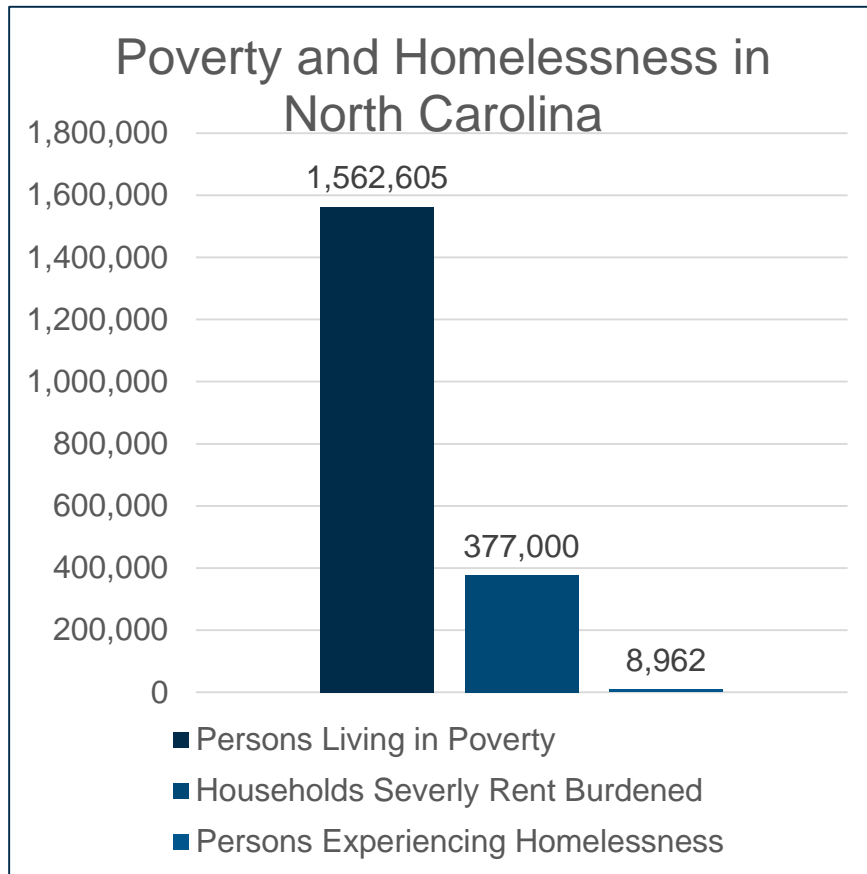 Poverty and Homelessness in
North Carolina
1,800,000
1,600,000
1,400,000
1,200,000
1,000,000
800,000
600,000
400,000
200,000
0
1,562,605
377,000
8,962
Persons Living in Poverty
Households Severly Rent Burdened
Persons Experiencing Homelessness